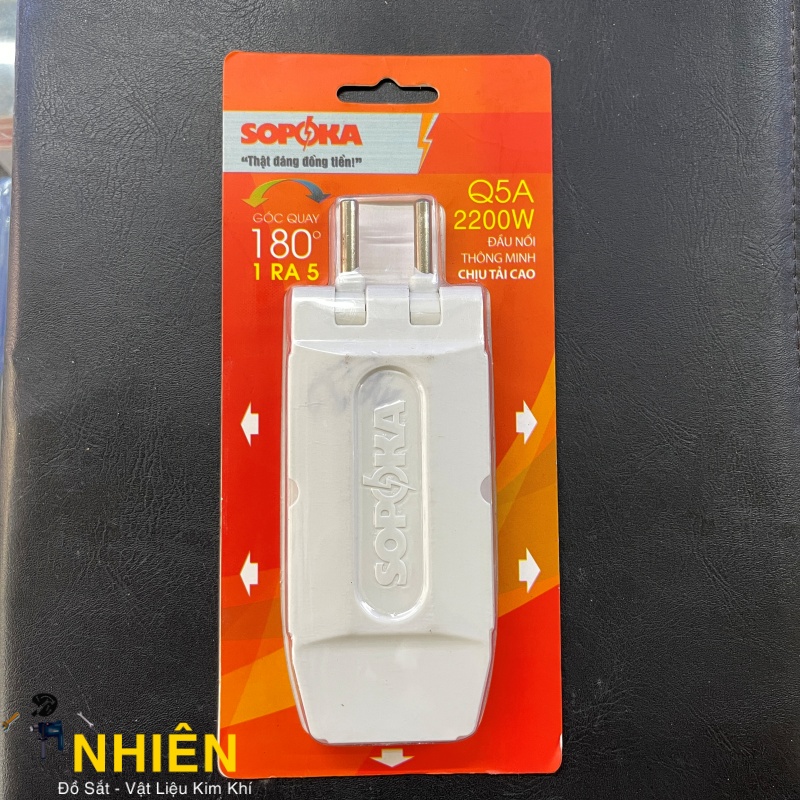 SOPOKA
“Thật đáng đồng tiền!”
GÓC QUAY
180°
1 RA 5
Q5A
2200W
ĐẦU NỐI
THÔNG MINH
CHỊU TẢI CAO
SOPOKA
NHIÊN
Đồ Sắt - Vật Liệu Kim Khí